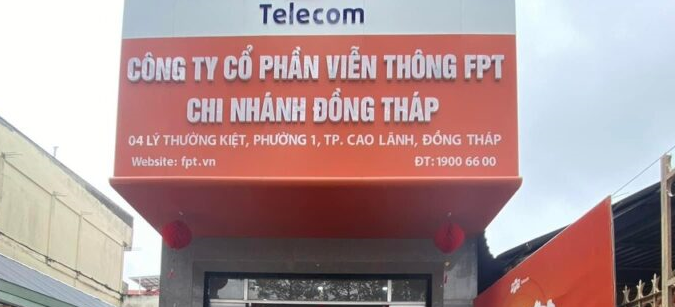 Telecom
CÔNG TY CỔ PHẦN VIỄN THÔNG FPT
CHI NHÁNH ĐỒNG THÁP
04 LÝ THƯỜNG KIỆT, PHƯỜNG 1, TP. CAO LÃNH, ĐỒNG THÁP
Website: fpt.vn ĐT: 1900 66 00